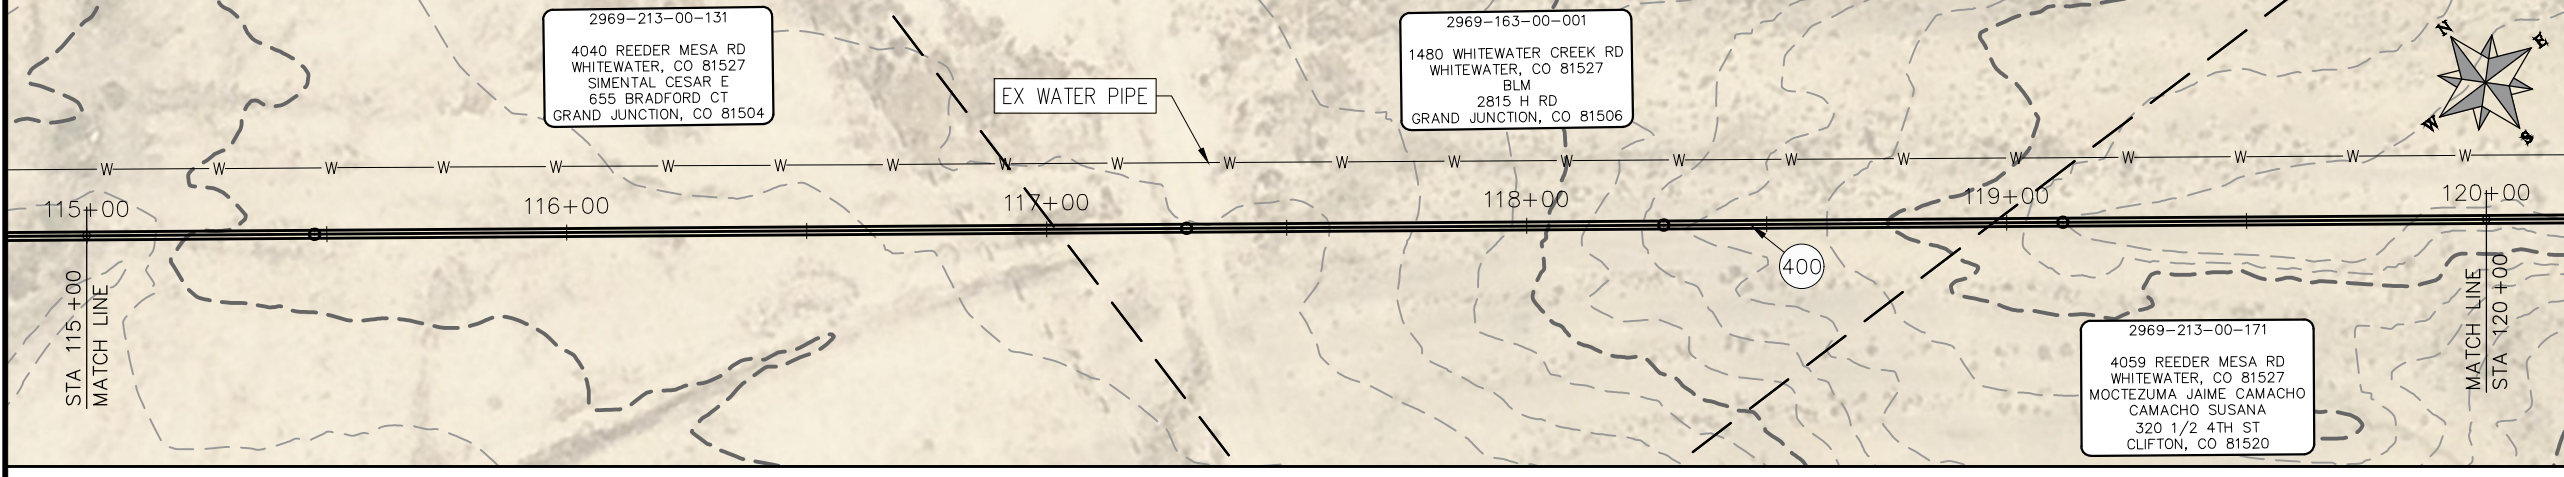 2969-213-00-131
4040 REEDER MESA RD
WHITEWATER, CO 81527
SIMENTAL CESAR E
655 BRADFORD CT
GRAND JUNCTION, CO 81504
EX WATER PIPE
2969-163-00-001
1480 WHITEWATER CREEK RD
WHITEWATER, CO 81527
BLM
2815 H RD
GRAND JUNCTION, CO 81506
N
E
W
S
W W W W W W W W W W W W W W W W W W W W W W
115+00 116+00 117+00 118+00 119+00 120+00
STA 115+00
MATCH LINE
400
2969-213-00-171
4059 REEDER MESA RD
WHITEWATER, CO 81527
MOCTEZUMA JAIME CAMACHO
CAMACHO SUSANA
320 1/2 4TH ST
CLIFTON, CO 81520
MATCH LINE
STA 120+00